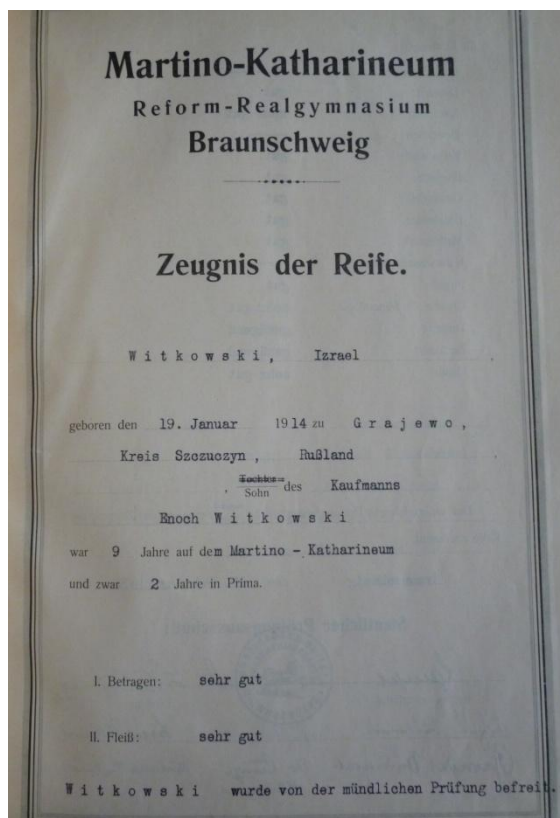 Martino-Katharineum
Reform-Realgymnasium
Braunschweig
Zeugnis der Reife.
Witkowski, Izrael
geboren den 19. Januar 1914 zu Grajewo,
Kreis Szczuczyn, Rußland
Tochter
Sohn des Kaufmanns
Enoch Witkowski
war 9 Jahre auf dem Martino - Katharineum
und zwar 2 Jahre in Prima.
I. Betragen: sehr gut
II. Fleiß: sehr gut
Witkowski wurde von der mündlichen Prüfung befreit.